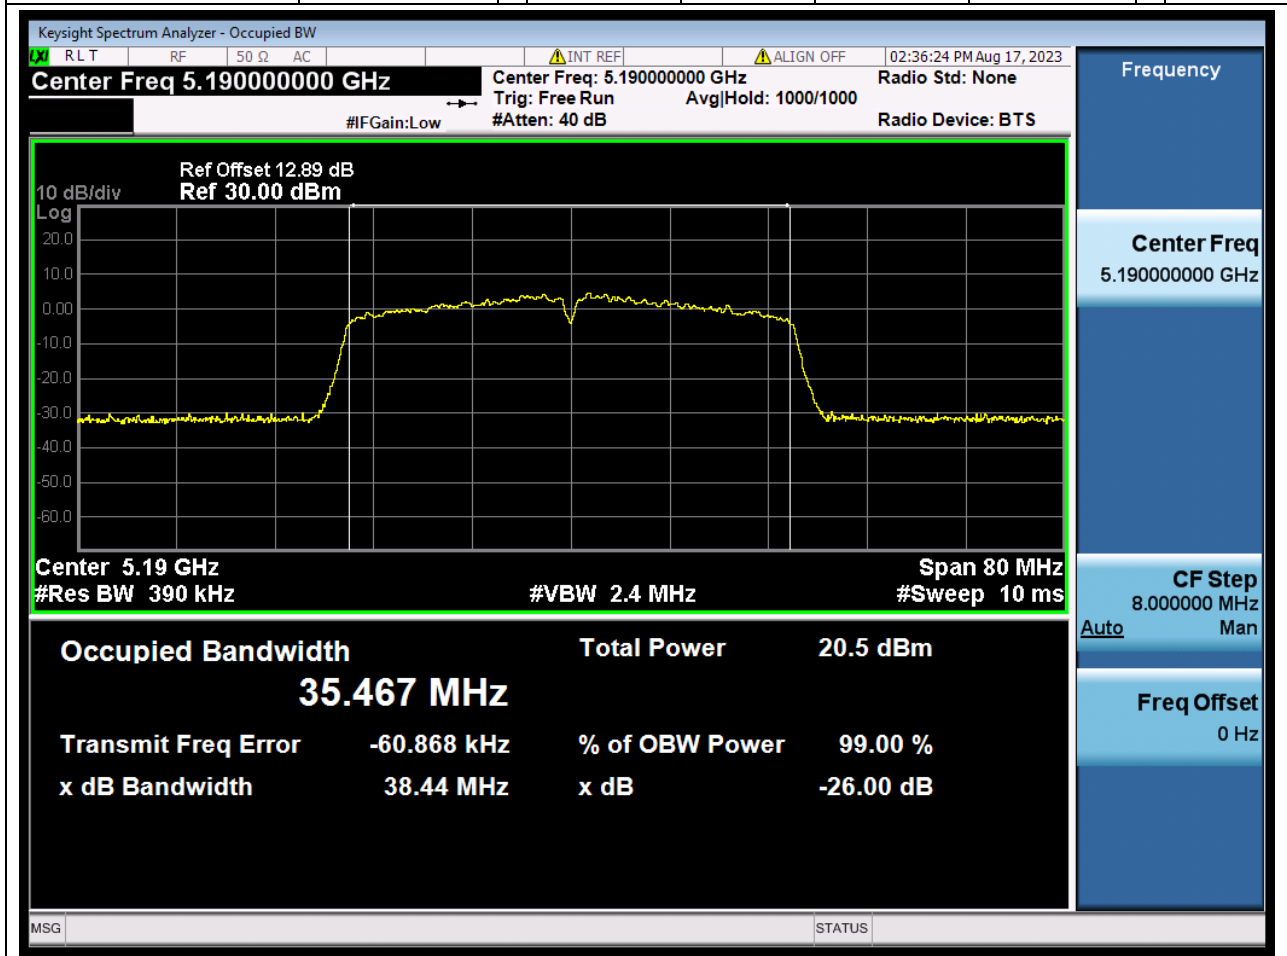 Keysight Spectrum Analyzer - Occupied BW
LXI RLT RF 50 Ω AC INT REF ALIGN OFF 02:36:24 PM Aug 17, 2023
Center Freq 5.190000000 GHz
Center Freq: 5.190000000 GHz Radio Std: None
Trig: Free Run Avg|Hold: 1000/1000
#IFGain:Low #Atten: 40 dB Radio Device: BTS
Ref Offset 12.89 dB
10 dB/div Ref 30.00 dBm
Log
20.0
10.0
0.00
-10.0
-20.0
-30.0
-40.0
-50.0
-60.0
Center 5.19 GHz Span 80 MHz
#Res BW 390 kHz #VBW 2.4 MHz #Sweep 10 ms
Occupied Bandwidth Total Power 20.5 dBm
35.467 MHz
Transmit Freq Error -60.868 kHz % of OBW Power 99.00 %
x dB Bandwidth 38.44 MHz x dB -26.00 dB
MSG STATUS
Frequency
Center Freq
5.190000000 GHz
CF Step
8.000000 MHz
Auto Man
Freq Offset
0 Hz